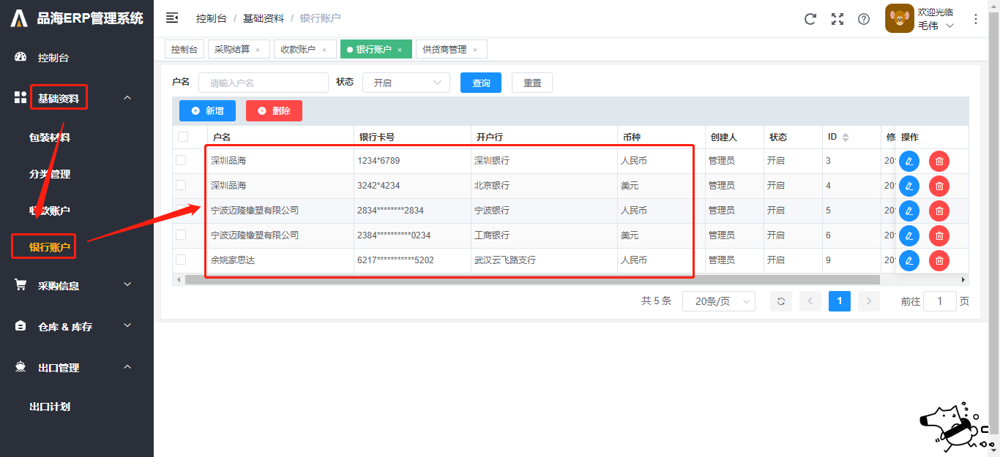 品海ERP管理系统
控制台 / 基础资料 / 银行账户
欢迎光临
毛伟
控制台
采购结算 ×
收款账户 ×
银行账户 ×
供货商管理 ×
控制台
基础资料
包装材料
分类管理
收款账户
银行账户
采购信息
仓库 & 库存
出口管理
出口计划
户名 请输入户名 状态 开启 查询 重置
新增 删除
户名 银行卡号 开户行 币种 创建人 状态 ID 修 操作
深圳品海 1234*6789 深圳银行 人民币 管理员 开启 3 201
深圳品海 3242*4234 北京银行 美元 管理员 开启 4 201
宁波迈隆橡塑有限公司 2834********2834 宁波银行 人民币 管理员 开启 5 201
宁波迈隆橡塑有限公司 2384**********0234 工商银行 美元 管理员 开启 6 201
余姚家思达 6217***********5202 武汉云飞路支行 人民币 管理员 开启 9 201
共 5 条 20条/页 1 前往 1 页